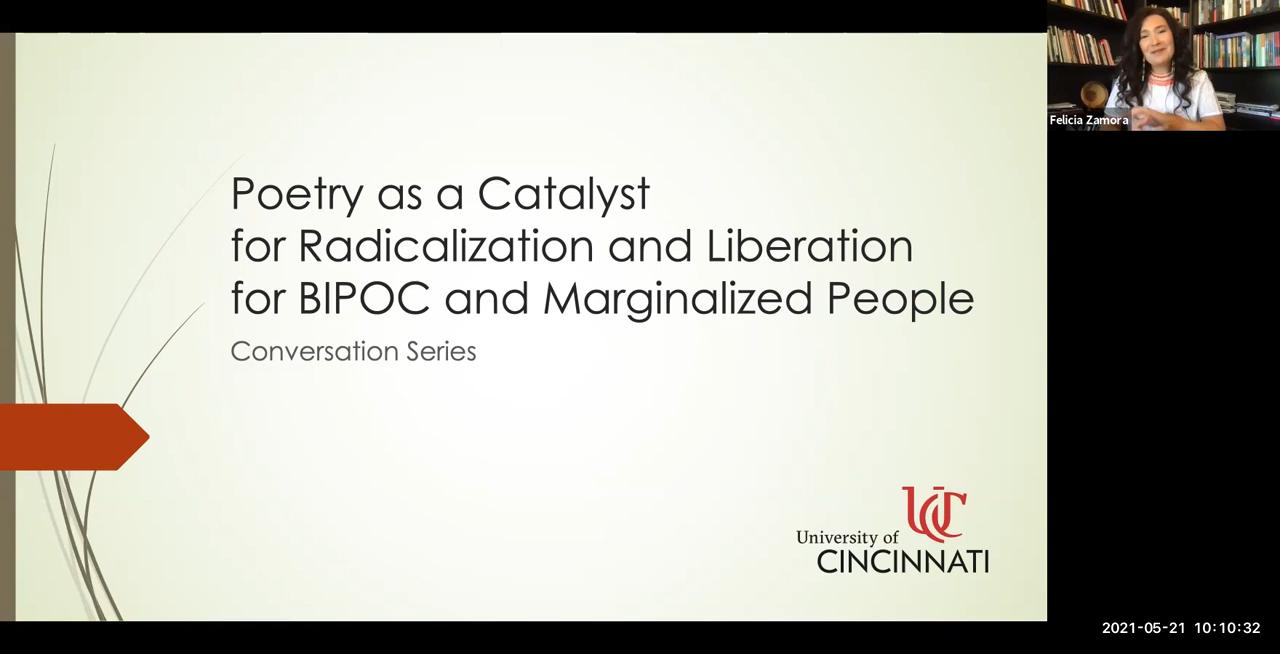 Poetry as a Catalyst
for Radicalization and Liberation
for BIPOC and Marginalized People
Conversation Series
University of
CINCINNATI
UC
Felicia Zamora
2021-05-21 10:10:32